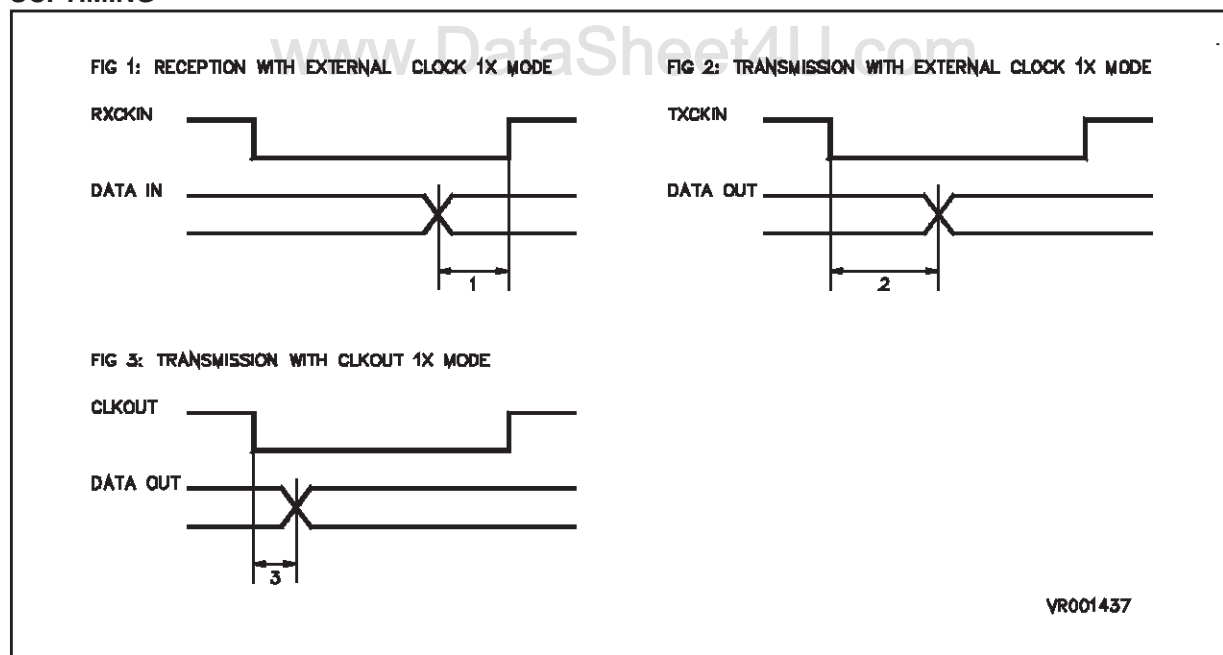 www.DataSheet4U.com
FIG 1: RECEPTION WITH EXTERNAL CLOCK 1X MODE
RXCKIN
DATA IN
1
FIG 2: TRANSMISSION WITH EXTERNAL CLOCK 1X MODE
TXCKIN
DATA OUT
2
FIG 3: TRANSMISSION WITH CLKOUT 1X MODE
CLKOUT
DATA OUT
3
VR001437